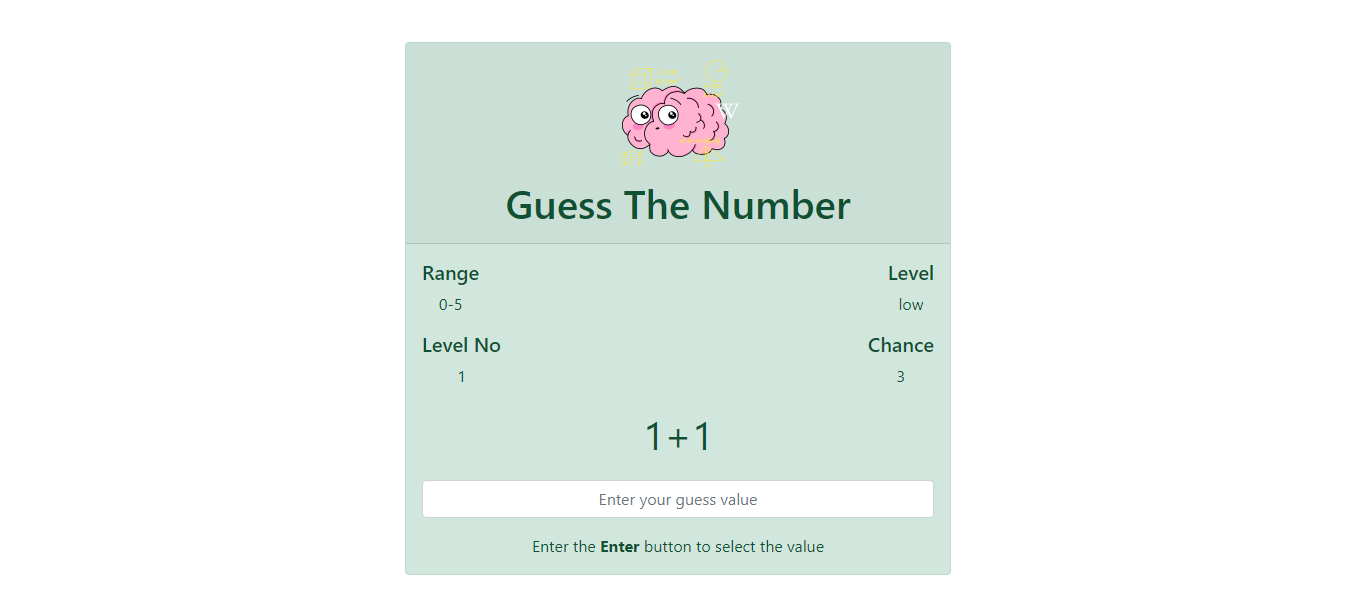 W
Guess The Number
Range
Level
0-5
low
Level No
Chance
1
3
1+1
Enter your guess value
Enter the Enter button to select the value